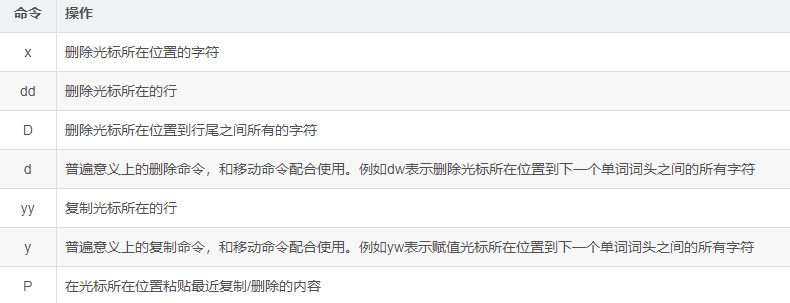 命令 操作
x 删除光标所在位置的字符
dd 删除光标所在的行
D 删除光标所在位置到行尾之间所有的字符
d 普遍意义上的删除命令，和移动命令配合使用。例如dw表示删除光标所在位置到下一个单词词头之间的所有字符
yy 复制光标所在的行
y 普遍意义上的复制命令，和移动命令配合使用。例如yw表示赋值光标所在位置到下一个单词词头之间的所有字符
P 在光标所在位置粘贴最近复制/删除的内容